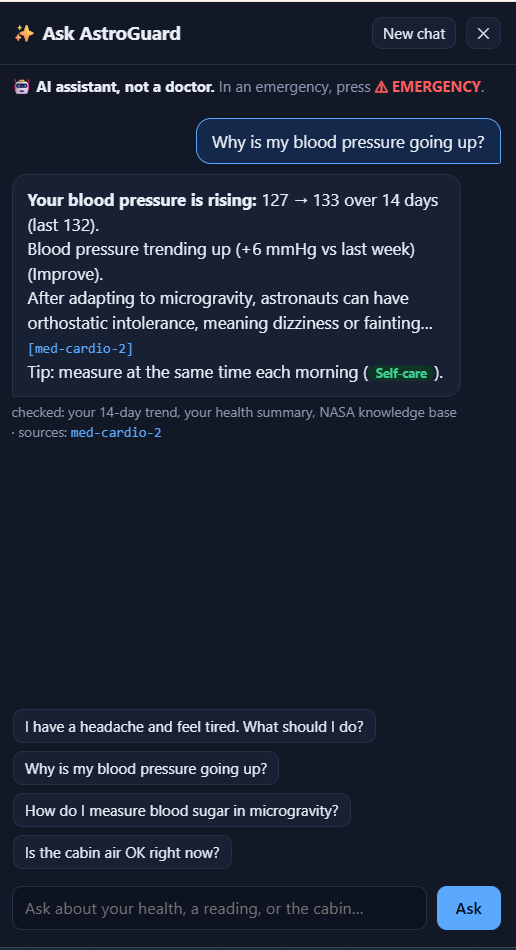 ✨ Ask AstroGuard
New chat
✕
🤖 AI assistant, not a doctor. In an emergency, press ⚠ EMERGENCY.
Why is my blood pressure going up?
Your blood pressure is rising: 127 → 133 over 14 days
(last 132).
Blood pressure trending up (+6 mmHg vs last week)
(Improve).
After adapting to microgravity, astronauts can have
orthostatic intolerance, meaning dizziness or fainting...
[med-cardio-2]
Tip: measure at the same time each morning ( Self-care ).
checked: your 14-day trend, your health summary, NASA knowledge base
· sources: med-cardio-2
I have a headache and feel tired. What should I do?
Why is my blood pressure going up?
How do I measure blood sugar in microgravity?
Is the cabin air OK right now?
Ask about your health, a reading, or the cabin...
Ask